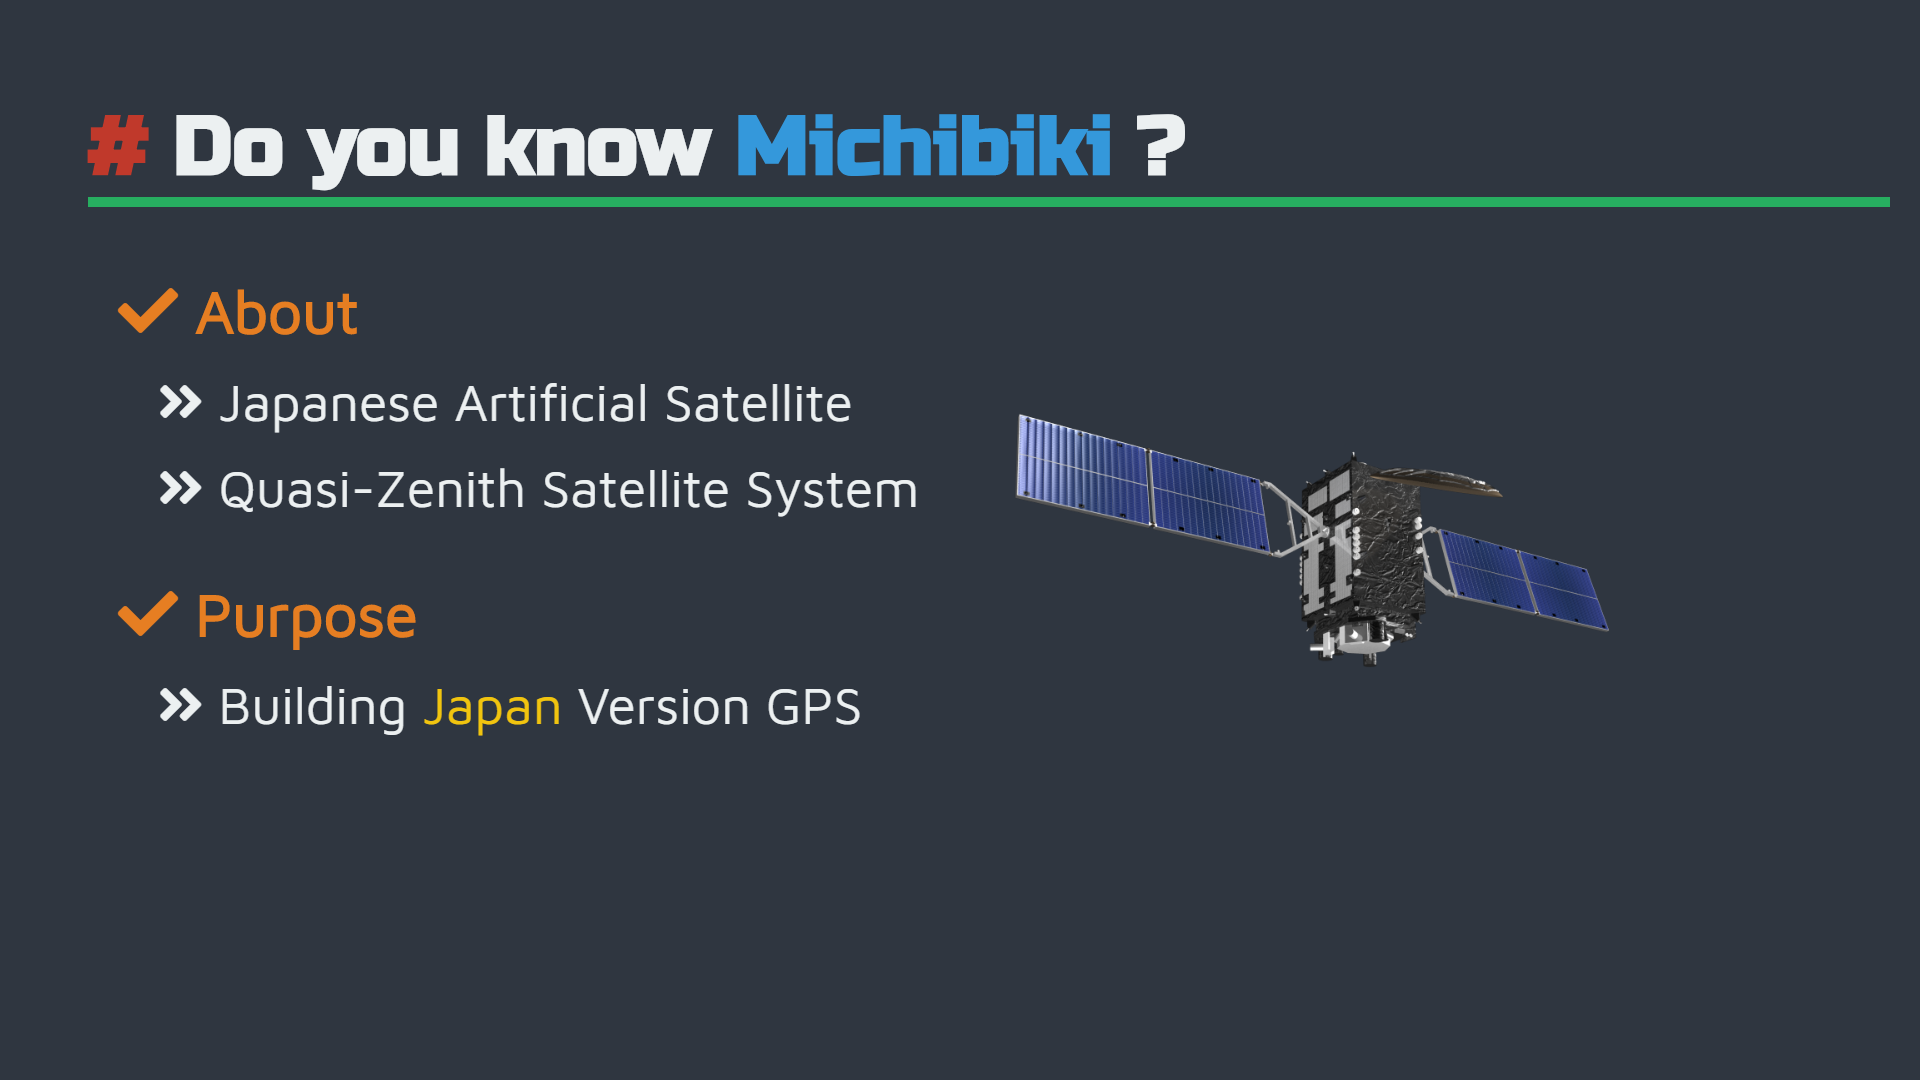 # Do you know Michibiki ?
About
Japanese Artificial Satellite
Quasi-Zenith Satellite System
Purpose
Building Japan Version GPS